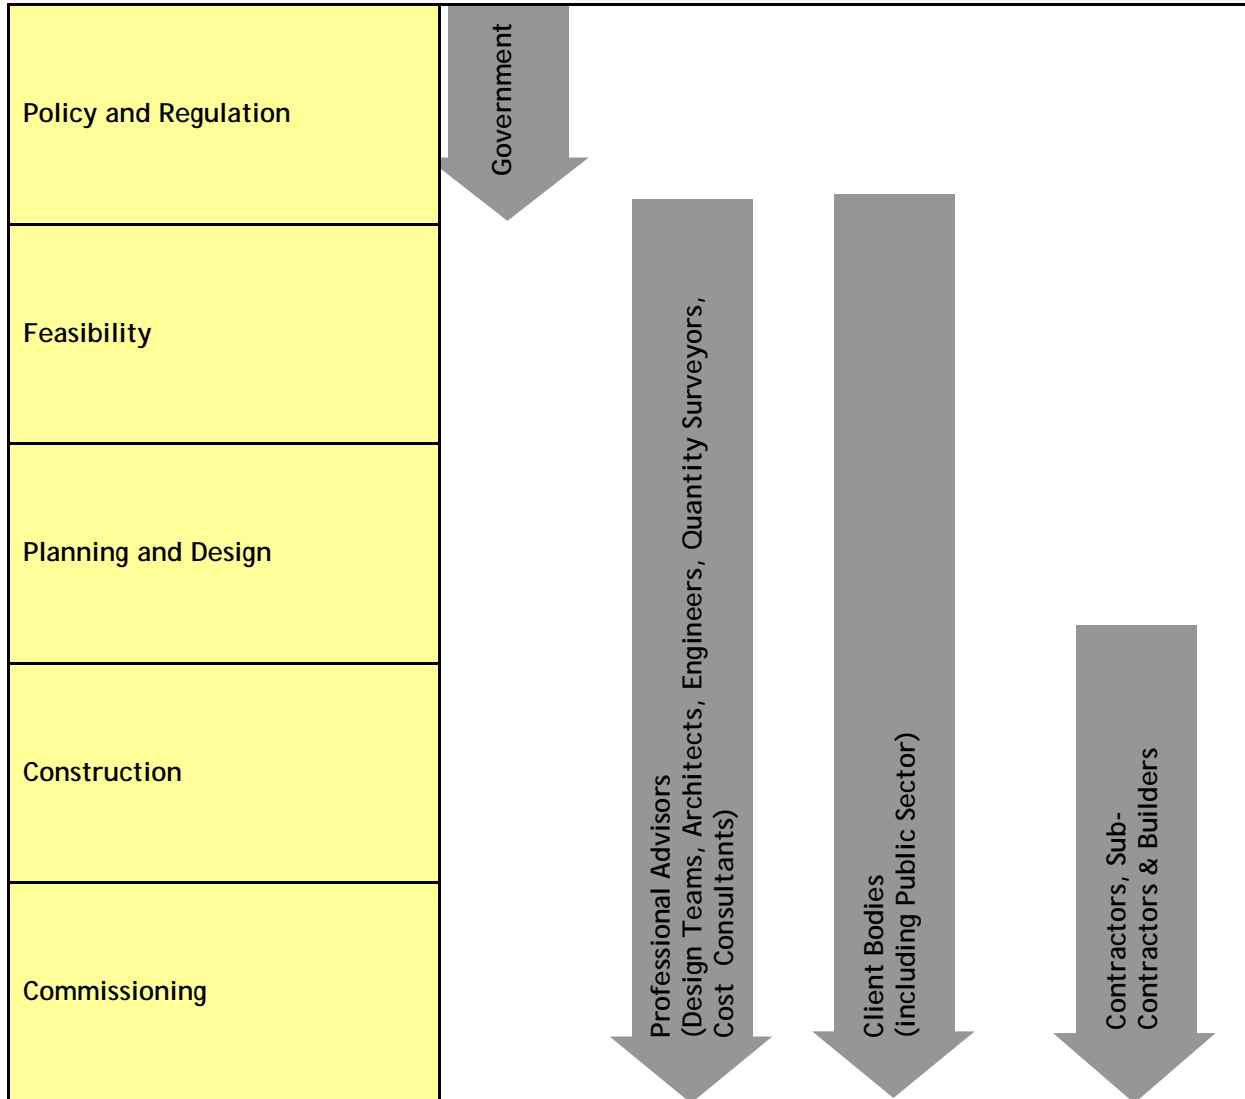 Policy and Regulation
Feasibility
Planning and Design
Construction
Commissioning
Government
Professional Advisors
(Design Teams, Architects, Engineers, Quantity Surveyors,
Cost Consultants)
Client Bodies
(including Public Sector)
Contractors, Sub-
Contractors & Builders